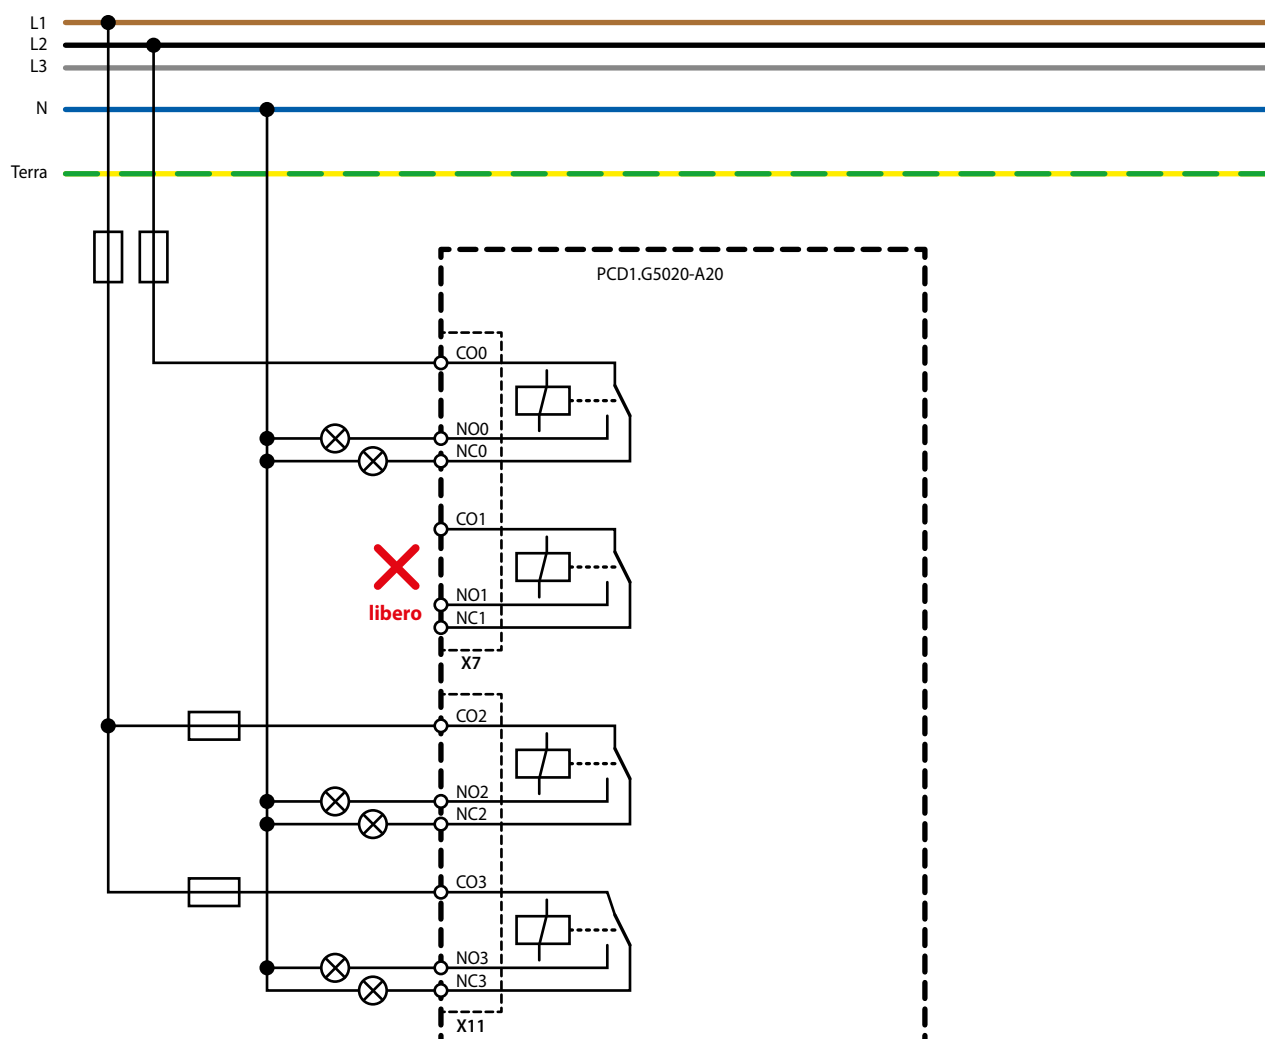 L1
L2
L3
N
Terra
PCD1.G5020-A20
CO0
NO0
NC0
CO1
NO1
NC1
libero
X7
CO2
NO2
NC2
CO3
NO3
NC3
X11